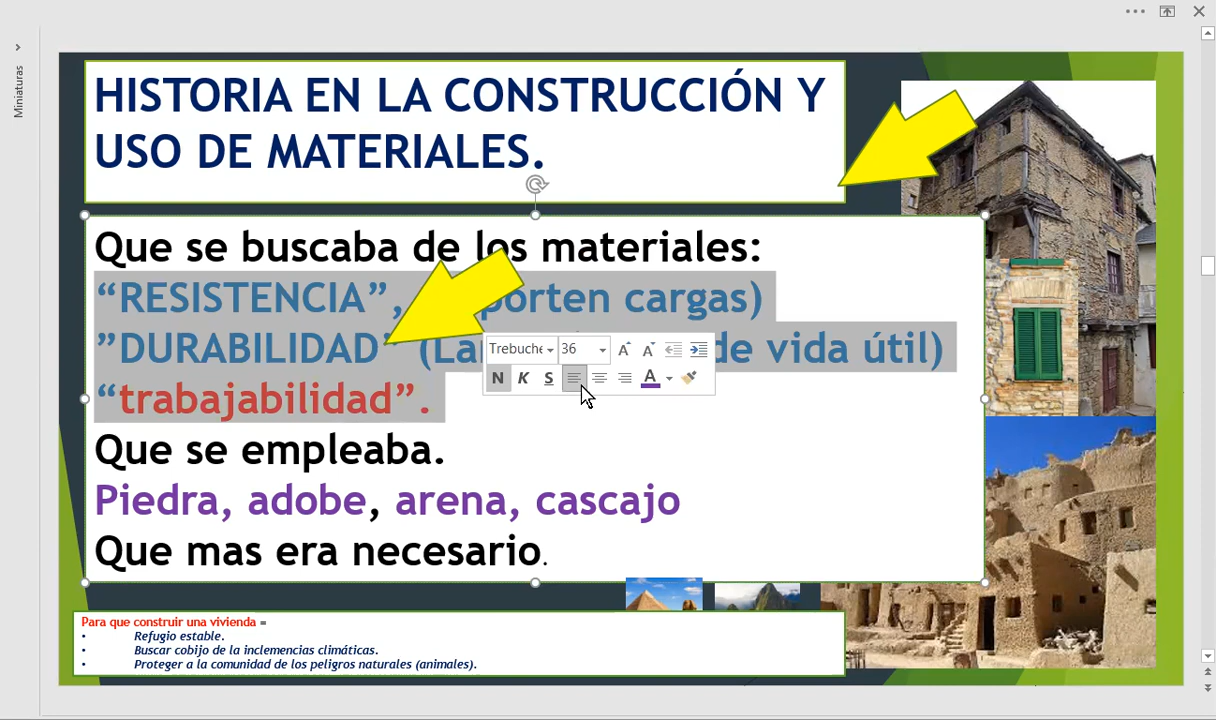 Miniaturas
HISTORIA EN LA CONSTRUCCIÓN Y
USO DE MATERIALES.
Que se buscaba de los materiales:
“RESISTENCIA”, porten cargas)
”DURABILIDAD” (La de vida útil)
“trabajabilidad”.
Que se empleaba.
Piedra, adobe, arena, cascajo
Que mas era necesario.
Trebuche 36 A A
N K S A
Para que construir una vivienda =
• Refugio estable.
• Buscar cobijo de la inclemencias climáticas.
• Proteger a la comunidad de los peligros naturales (animales).